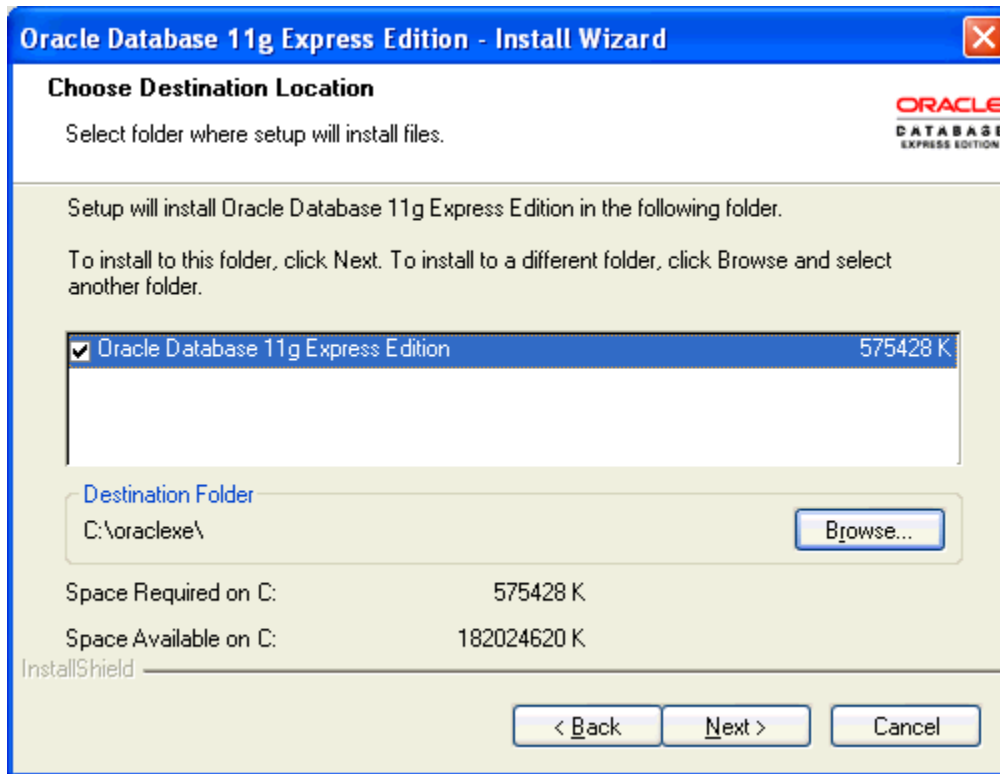 Oracle Database 11g Express Edition - Install Wizard
Choose Destination Location
Select folder where setup will install files.
ORACLE
DATABASE
EXPRESS EDITION
Setup will install Oracle Database 11g Express Edition in the following folder.
To install to this folder, click Next. To install to a different folder, click Browse and select
another folder.
Oracle Database 11g Express Edition 575428 K
Destination Folder
C:\oraclexe\
Browse...
Space Required on C: 575428 K
Space Available on C: 182024620 K
InstallShield
< Back Next > Cancel